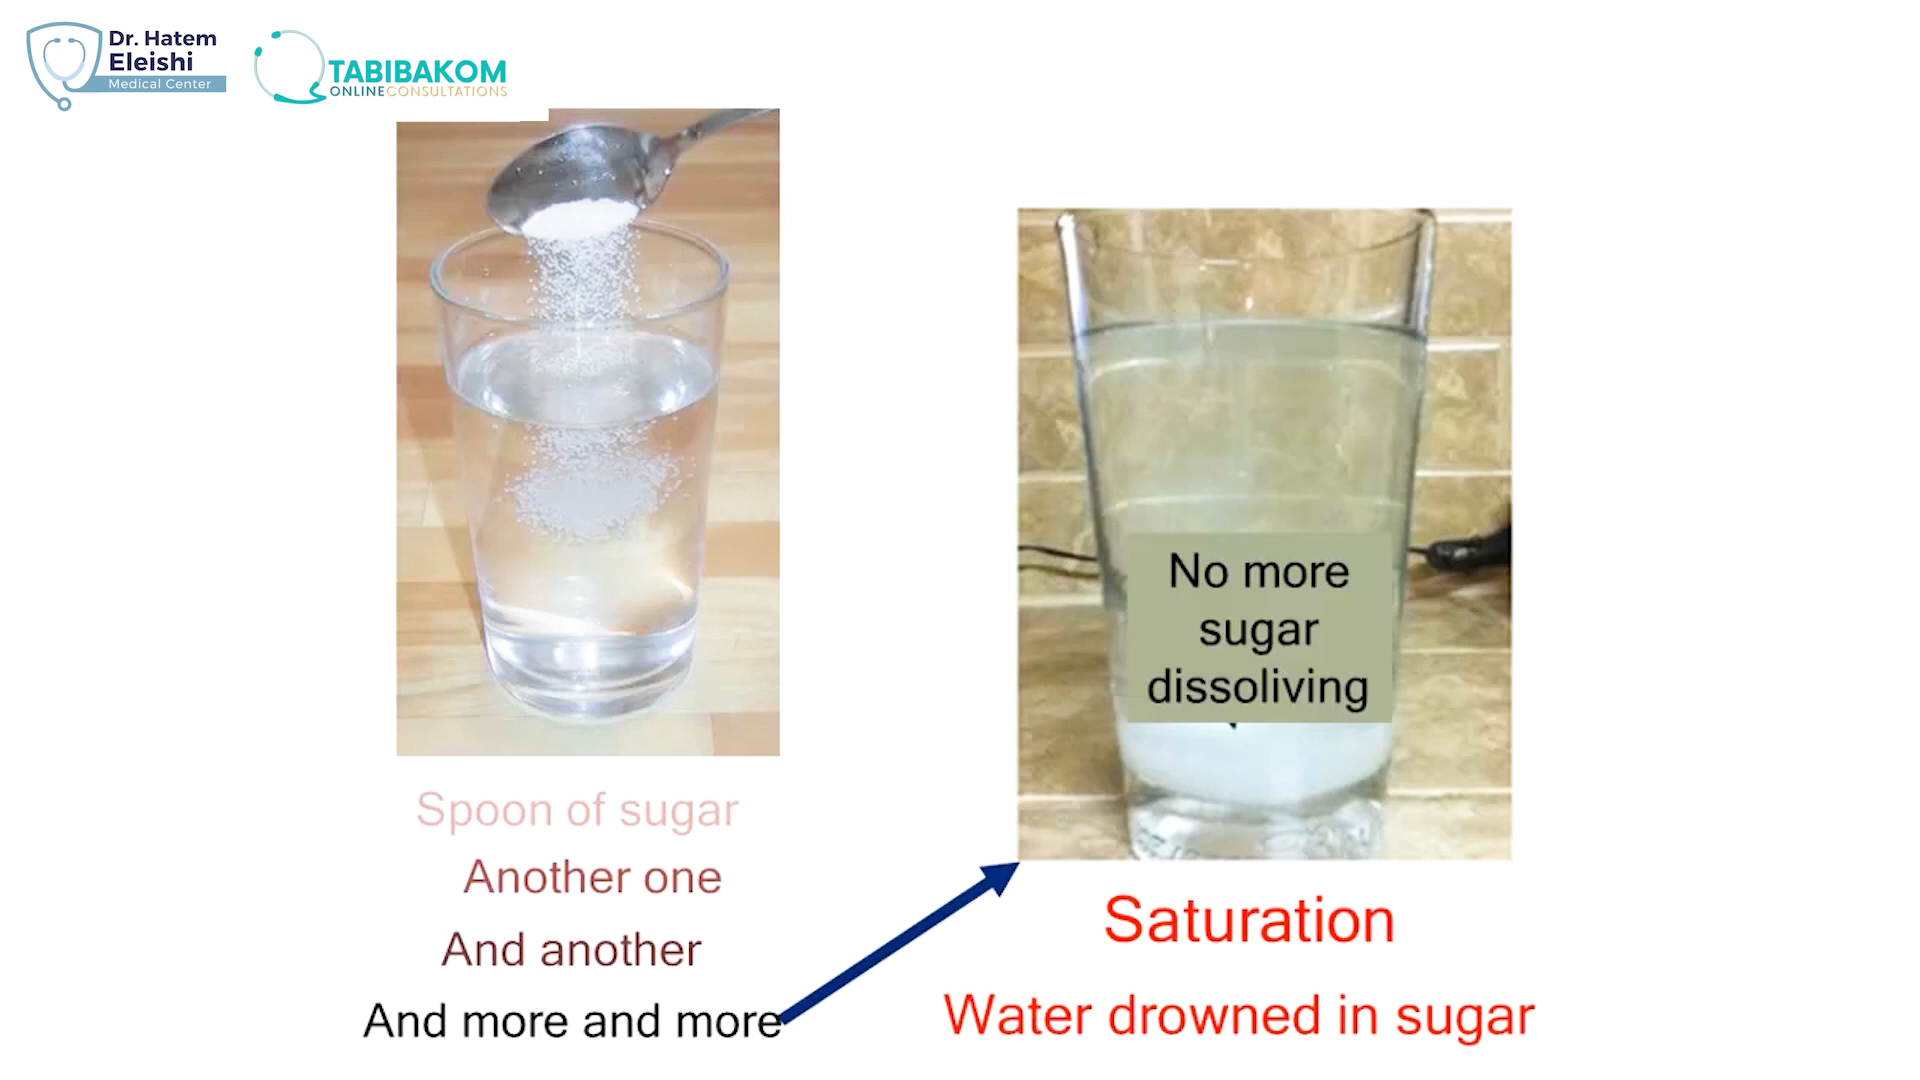 Dr. Hatem
Eleishi
Medical Center
TABIBAKOM
ONLINECONSULTATIONS
No more
sugar
dissoliving
Spoon of sugar
Another one
And another
And more and more
Saturation
Water drowned in sugar